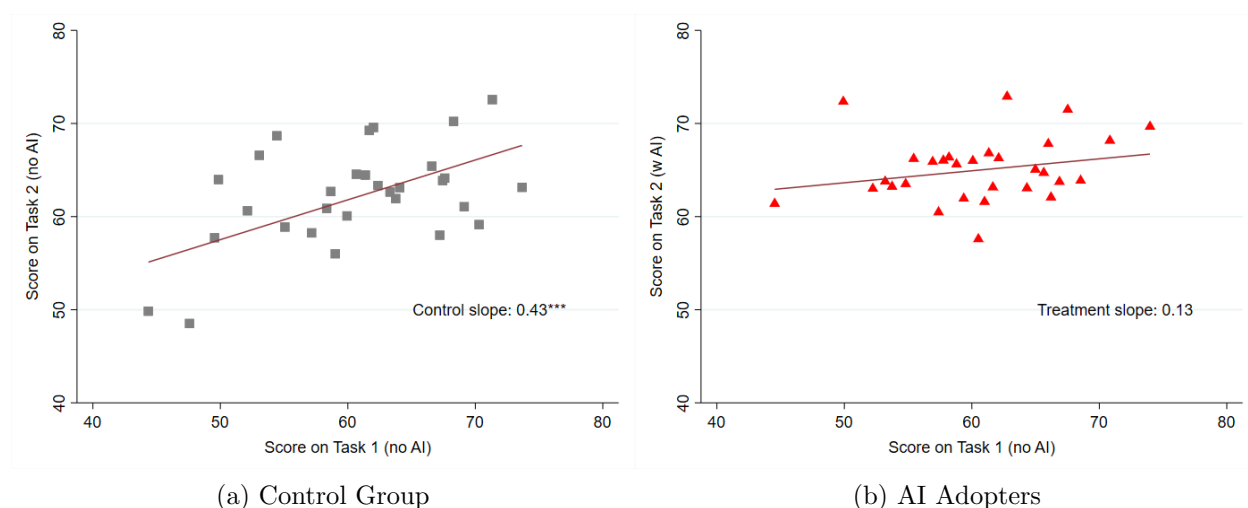 Score on Task 2 (no AI)
80
70
60
50
40
Control slope: 0.43***
40 50 60 70 80
Score on Task 1 (no AI)
(a) Control Group
Score on Task 2 (w AI)
80
70
60
50
40
Treatment slope: 0.13
40 50 60 70 80
Score on Task 1 (no AI)
(b) AI Adopters